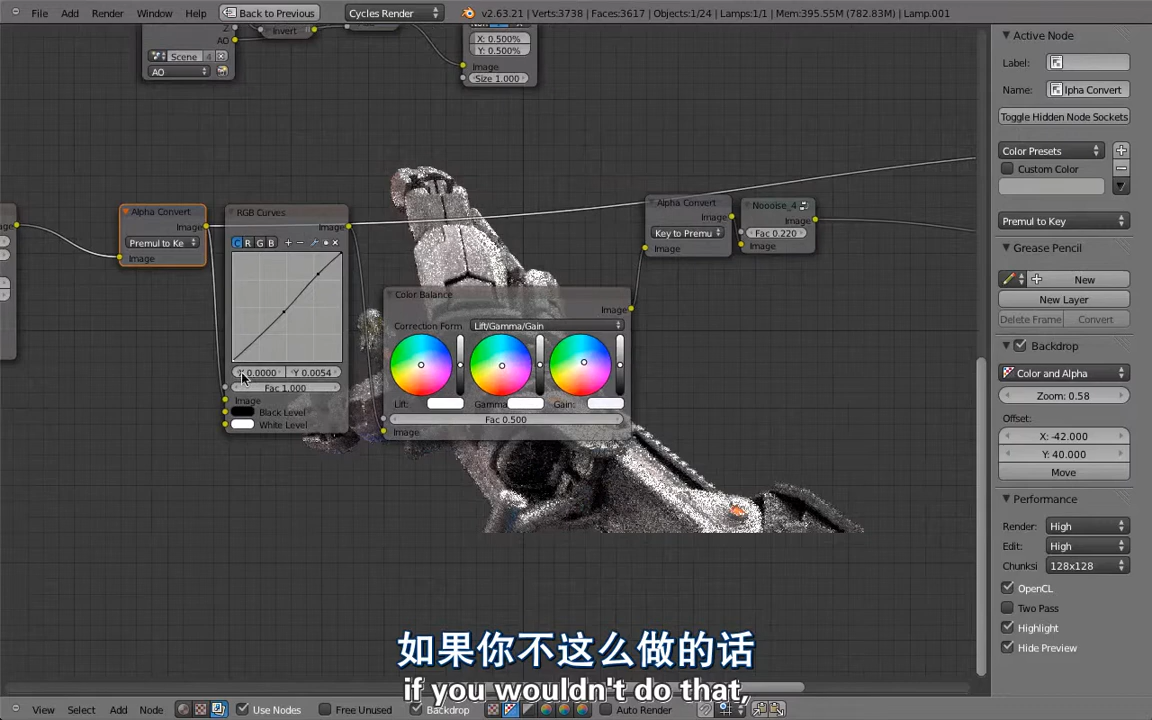 File Add Render Window Help Back to Previous Cycles Render v2.63.21 | Verts:3738 | Faces:3617 | Objects:1/24 | Lamps:1/1 | Mem:395.55M (782.83M) | Lamp.001
Z
AO
Scene 4
AO
Invert
X: 0.500%
Y: 0.500%
Image
Size 1.000
Image
Alpha Convert
Image
Premul to Ke
Image
RGB Curves
Image
C R G B
X 0.0000 Y 0.0054
Fac 1.000
Image
Black Level
White Level
Color Balance
Image
Correction Form Lift/Gamma/Gain
Lift: Gamma Gain:
Fac 0.500
Image
Alpha Convert
Image
Key to Premu
Image
Noooise_4
Image
Fac 0.220
Image
Active Node
Label:
Name: lpha Convert
Toggle Hidden Node Sockets
Color Presets
Custom Color
Premul to Key
Grease Pencil
New
New Layer
Delete Frame Convert
Backdrop
Color and Alpha
Zoom: 0.58
Offset:
X: -42.000
Y: 40.000
Move
Performance
Render: High
Edit: High
Chunksi 128x128
OpenCL
Two Pass
Highlight
Hide Preview
如果你不这么做的话
if you wouldn't do that,
View Select Add Node Use Nodes Free Unused Backdrop Auto Render